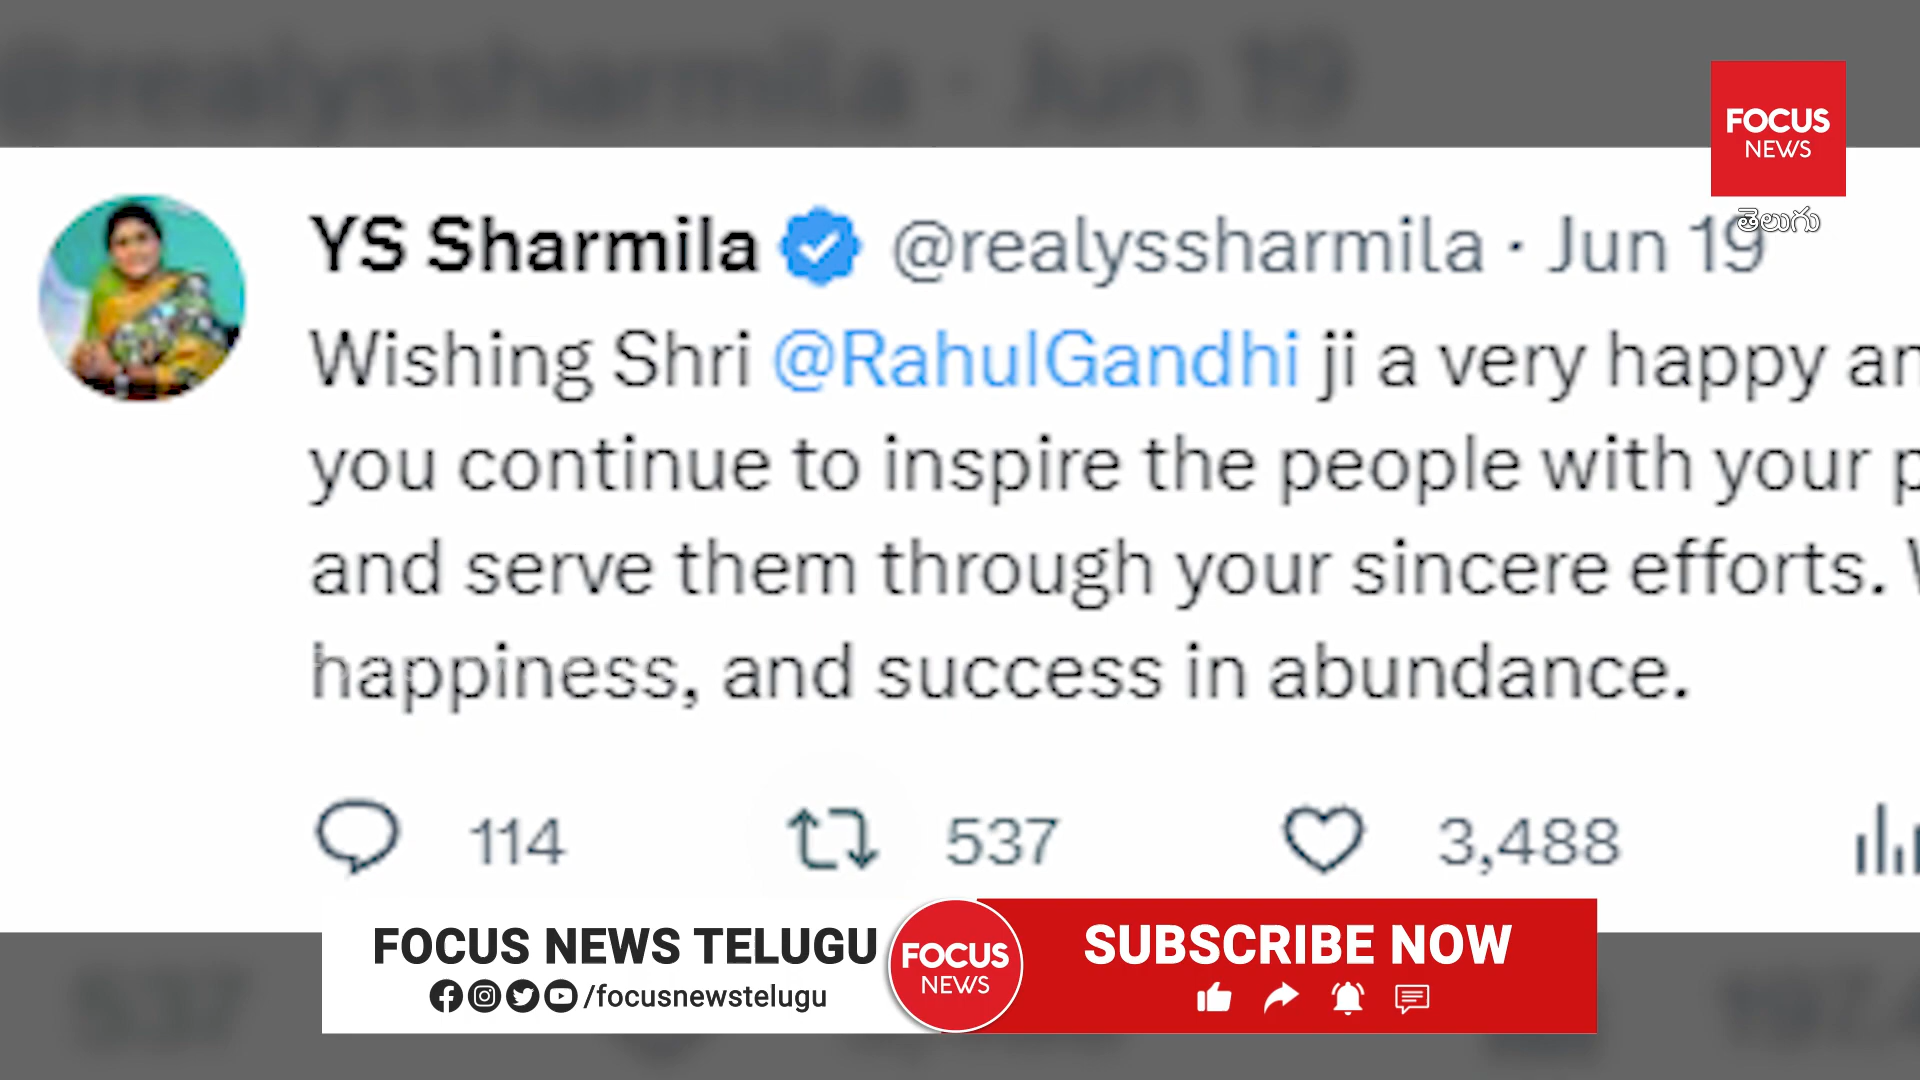 FOCUS
NEWS
తెలుగు
YS Sharmila @realyssharmila · Jun 19
Wishing Shri @RahulGandhi ji a very happy
you continue to inspire the people with your
and serve them through your sincere efforts.
happiness, and success in abundance.
114 537 3,488
FOCUS NEWS TELUGU
/focusnewstelugu
FOCUS
NEWS
SUBSCRIBE NOW